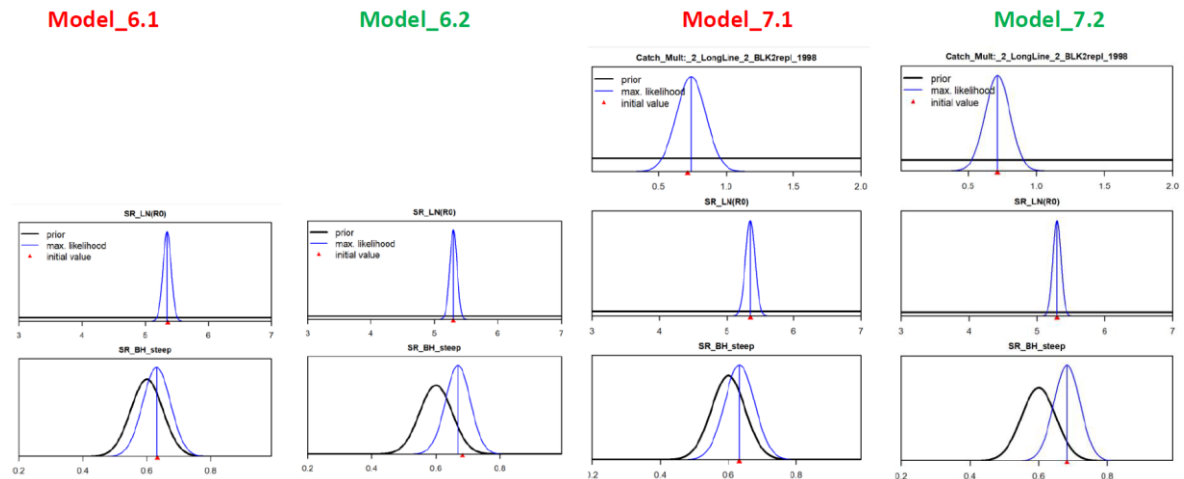 Model_6.1
Model_6.2
Model_7.1
Model_7.2
Catch_Mult:_2_LongLine_2_BLK2repl_1998
prior
max. likelihood
initial value
0.5 1.0 1.5 2.0
Catch_Mult:_2_LongLine_2_BLK2repl_1998
prior
max. likelihood
initial value
0.5 1.0 1.5 2.0
SR_LN(R0)
prior
max. likelihood
initial value
3 4 5 6 7
SR_LN(R0)
prior
max. likelihood
initial value
3 4 5 6 7
SR_LN(R0)
3 4 5 6 7
SR_LN(R0)
3 4 5 6 7
SR_BH_steep
0.2 0.4 0.6 0.8
SR_BH_steep
0.2 0.4 0.6 0.8
SR_BH_steep
0.2 0.4 0.6 0.8
SR_BH_steep
0.2 0.4 0.6 0.8